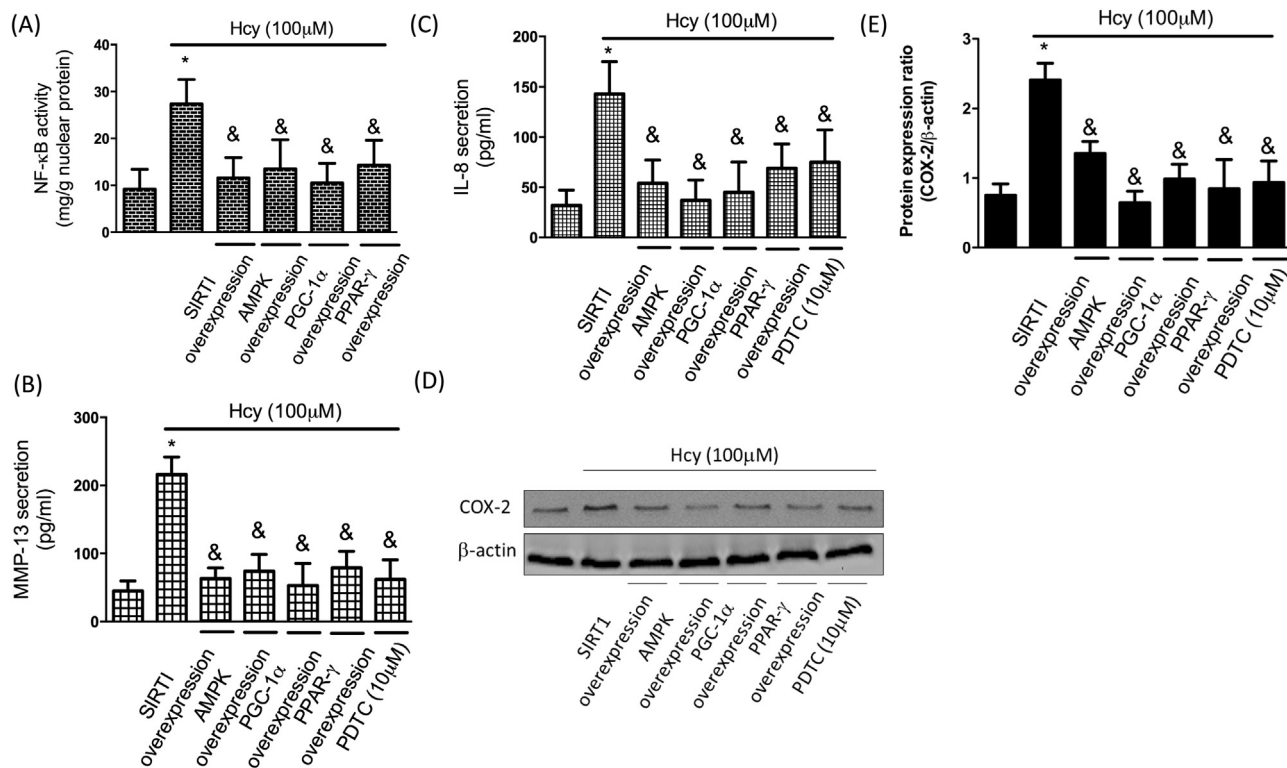 (A)
Hcy (100μM)
NF-κB activity
(mg/g nuclear protein)
40
30
20
10
0
*
&
&
&
&
SIRTI
overexpression
AMPK
overexpression
PGC-1α
overexpression
PPAR-γ
overexpression
(C)
Hcy (100μM)
IL-8 secretion
(pg/ml)
200
150
100
50
0
*
&
&
&
&
&
SIRTI
overexpression
AMPK
overexpression
PGC-1α
overexpression
PPAR-γ
overexpression
PDTC (10μM)
(E)
Hcy (100μM)
Protein expression ratio
(COX-2/β-actin)
3
2
1
0
*
&
&
&
&
&
SIRTI
overexpression
AMPK
overexpression
PGC-1α
overexpression
PPAR-γ
overexpression
PDTC (10μM)
(B)
Hcy (100μM)
MMP-13 secretion
(pg/ml)
300
200
100
0
*
&
&
&
&
&
SIRTI
overexpression
AMPK
overexpression
PGC-1α
overexpression
PPAR-γ
overexpression
PDTC (10μM)
(D)
Hcy (100μM)
COX-2
β-actin
SIRT1
overexpression
AMPK
overexpression
PGC-1α
overexpression
PPAR-γ
overexpression
PDTC (10μM)